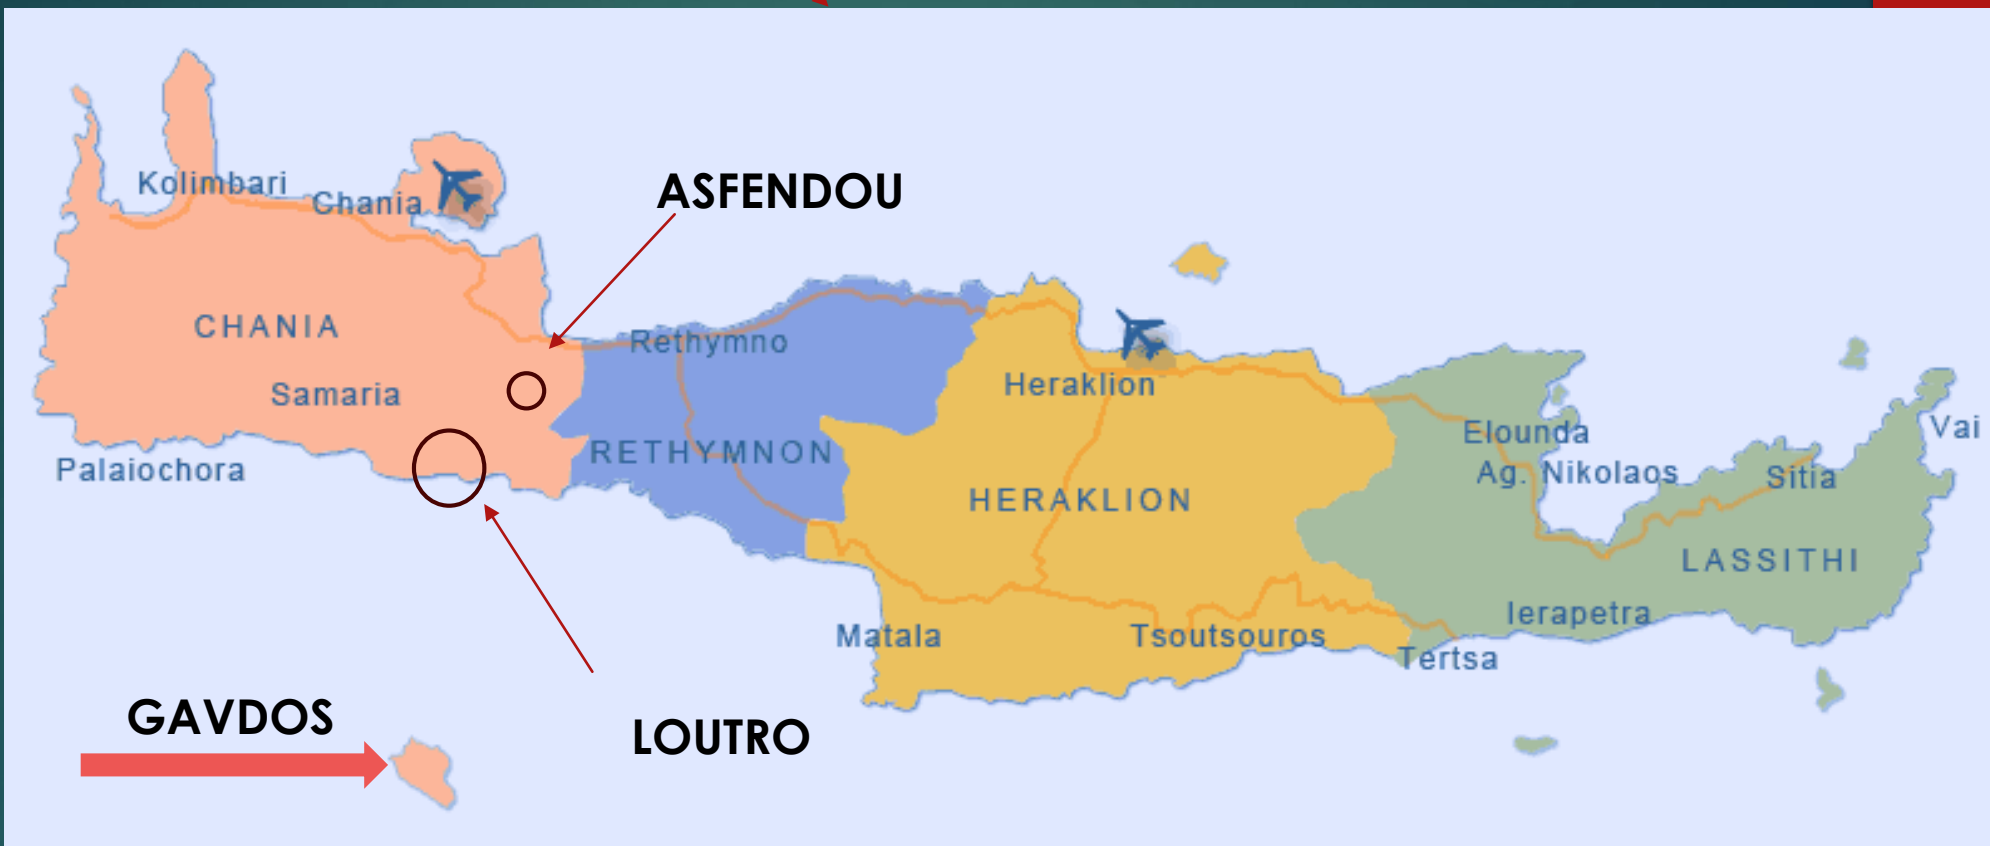 Kolimbari
Chania
ASFENDOU
CHANIA
Rethymno
Samaria
Heraklion
Elounda
Vai
RETHYMNON
Palaiochora
Ag. Nikolaos
Sitia
HERAKLION
LASSITHI
Ierapetra
Matala
Tsoutsouros
Tertsa
GAVDOS
LOUTRO